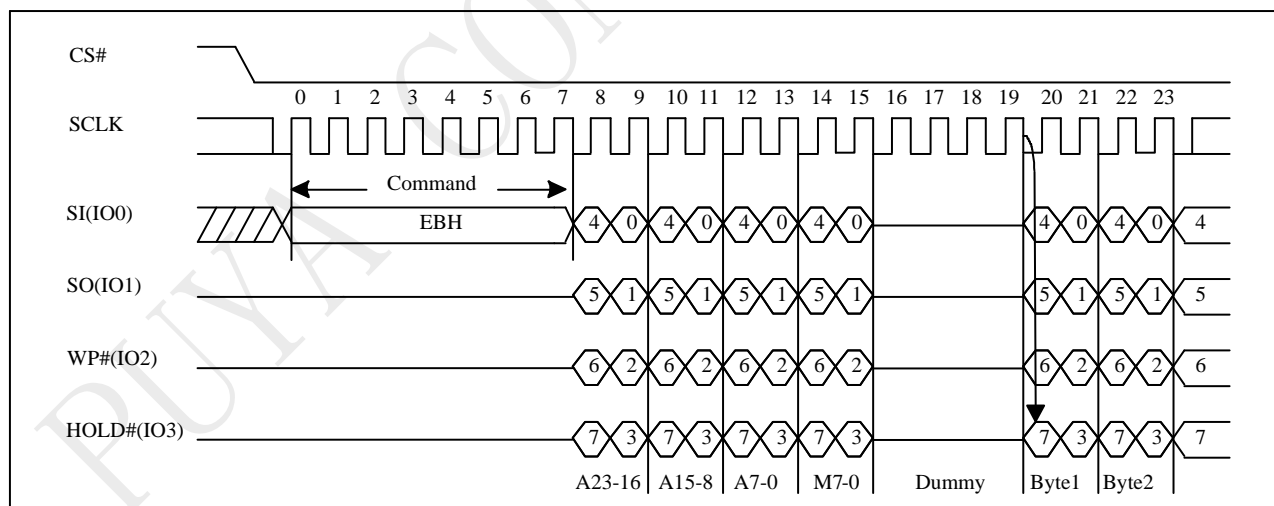 CS#
0 1 2 3 4 5 6 7 8 9 10 11 12 13 14 15 16 17 18 19 20 21 22 23
SCLK
Command
SI(IO0) EBH 4 0 4 0 4 0 4 0 4 0 4 0 4
SO(IO1) 5 1 5 1 5 1 5 1 5 1 5 1 5
WP#(IO2) 6 2 6 2 6 2 6 2 6 2 6 2 6
HOLD#(IO3) 7 3 7 3 7 3 7 3 7 3 7 3 7
A23-16 A15-8 A7-0 M7-0 Dummy Byte1 Byte2
PUYA CON